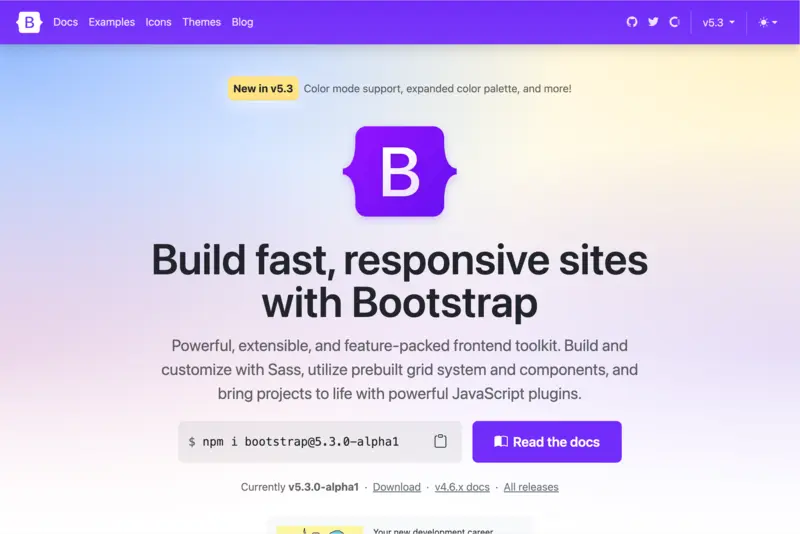 B Docs Examples Icons Themes Blog v5.3
New in v5.3 Color mode support, expanded color palette, and more!
B
Build fast, responsive sites
with Bootstrap
Powerful, extensible, and feature-packed frontend toolkit. Build and
customize with Sass, utilize prebuilt grid system and components, and
bring projects to life with powerful JavaScript plugins.
$ npm i bootstrap@5.3.0-alpha1 Read the docs
Currently v5.3.0-alpha1 · Download · v4.6.x docs · All releases
Your new development career